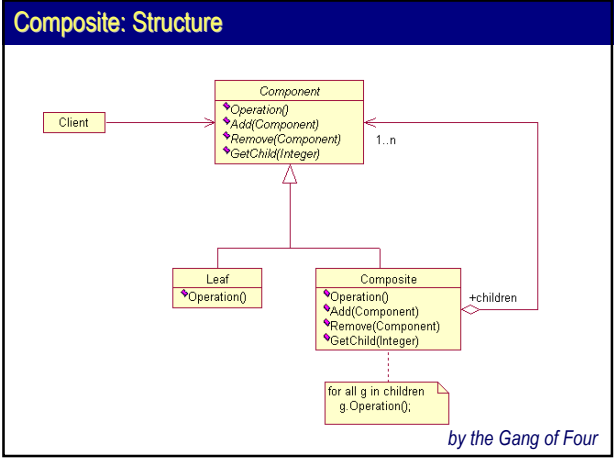 Composite: Structure
Component
Operation()
Add(Component)
Remove(Component)
GetChild(Integer)
Client
1..n
Leaf
Operation()
Composite
Operation()
Add(Component)
Remove(Component)
GetChild(Integer)
+children
for all g in children
g.Operation();
by the Gang of Four